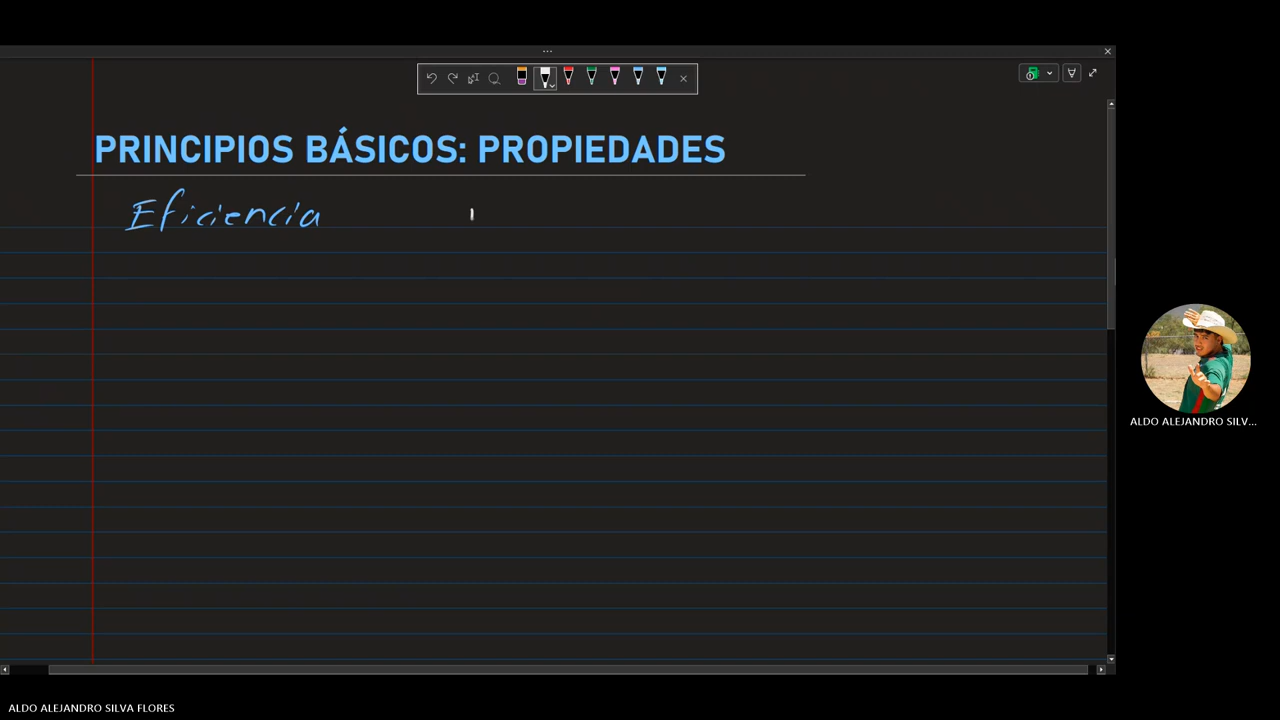 PRINCIPIOS BÁSICOS: PROPIEDADES
Eficiencia
ALDO ALEJANDRO SILV...
ALDO ALEJANDRO SILVA FLORES